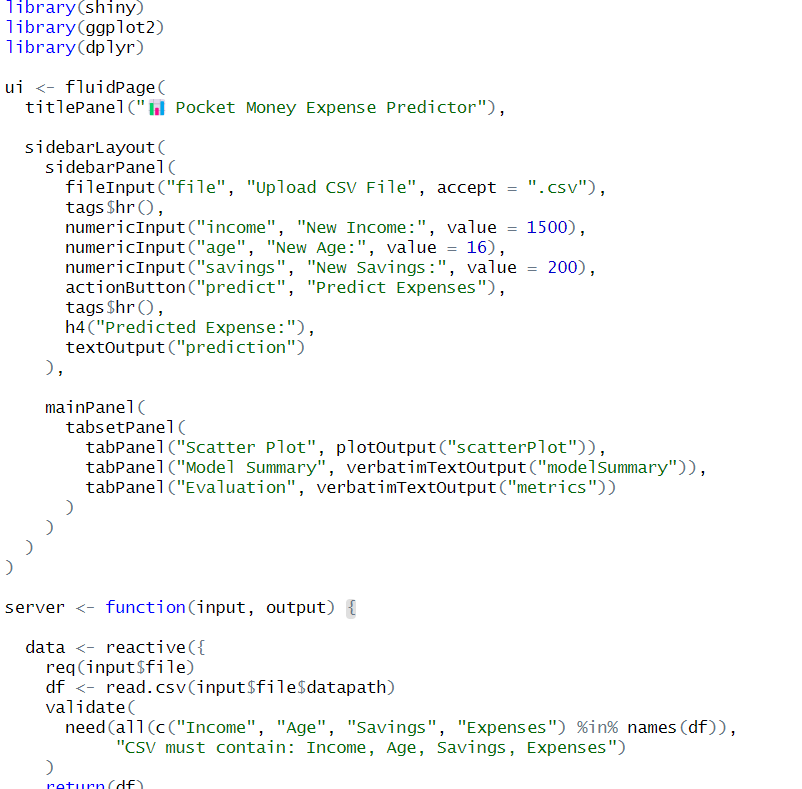 library(shiny)
library(ggplot2)
library(dplyr)
ui <- fluidPage(
titlePanel("📊 Pocket Money Expense Predictor"),
sidebarLayout(
sidebarPanel(
fileInput("file", "Upload CSV File", accept = ".csv"),
tags$hr(),
numericInput("income", "New Income:", value = 1500),
numericInput("age", "New Age:", value = 16),
numericInput("savings", "New Savings:", value = 200),
actionButton("predict", "Predict Expenses"),
tags$hr(),
h4("Predicted Expense:"),
textOutput("prediction")
),
mainPanel(
tabsetPanel(
tabPanel("Scatter Plot", plotOutput("scatterPlot")),
tabPanel("Model Summary", verbatimTextOutput("modelSummary")),
tabPanel("Evaluation", verbatimTextOutput("metrics"))
)
)
)
)
server <- function(input, output) {
data <- reactive({
req(input$file)
df <- read.csv(input$file$datapath)
validate(
need(all(c("Income", "Age", "Savings", "Expenses") %in% names(df)),
"CSV must contain: Income, Age, Savings, Expenses")
)
return(df)